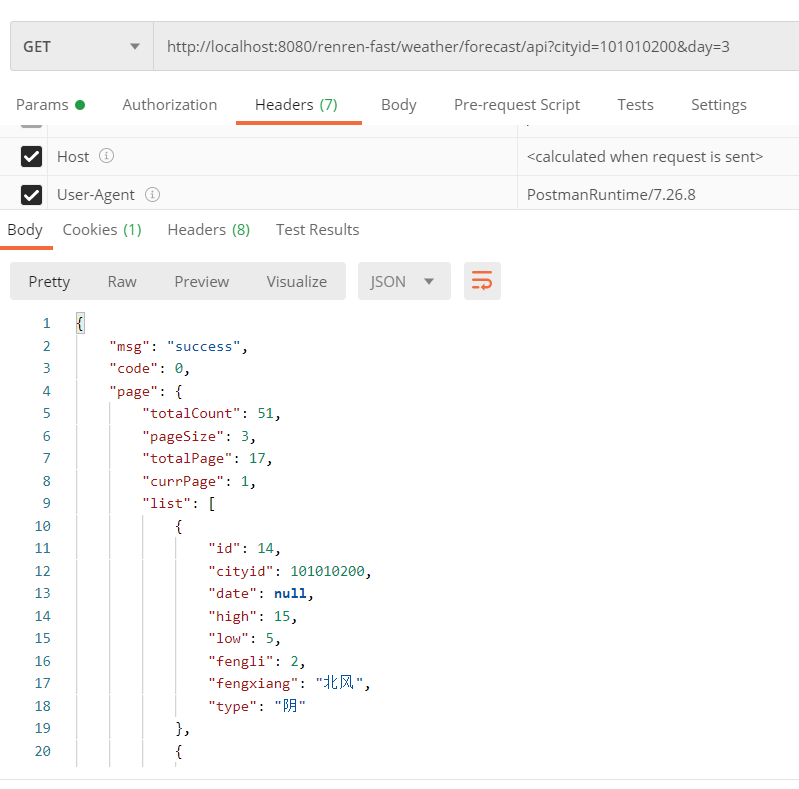 GET http://localhost:8080/renren-fast/weather/forecast/api?cityid=101010200&day=3
Params Authorization Headers (7) Body Pre-request Script Tests Settings
Host <calculated when request is sent>
User-Agent PostmanRuntime/7.26.8
Body Cookies (1) Headers (8) Test Results
Pretty Raw Preview Visualize JSON
1 {
2 "msg": "success",
3 "code": 0,
4 "page": {
5 "totalCount": 51,
6 "pageSize": 3,
7 "totalPage": 17,
8 "currPage": 1,
9 "list": [
10 {
11 "id": 14,
12 "cityid": 101010200,
13 "date": null,
14 "high": 15,
15 "low": 5,
16 "fengli": 2,
17 "fengxiang": "北风",
18 "type": "阴"
19 },
20 {